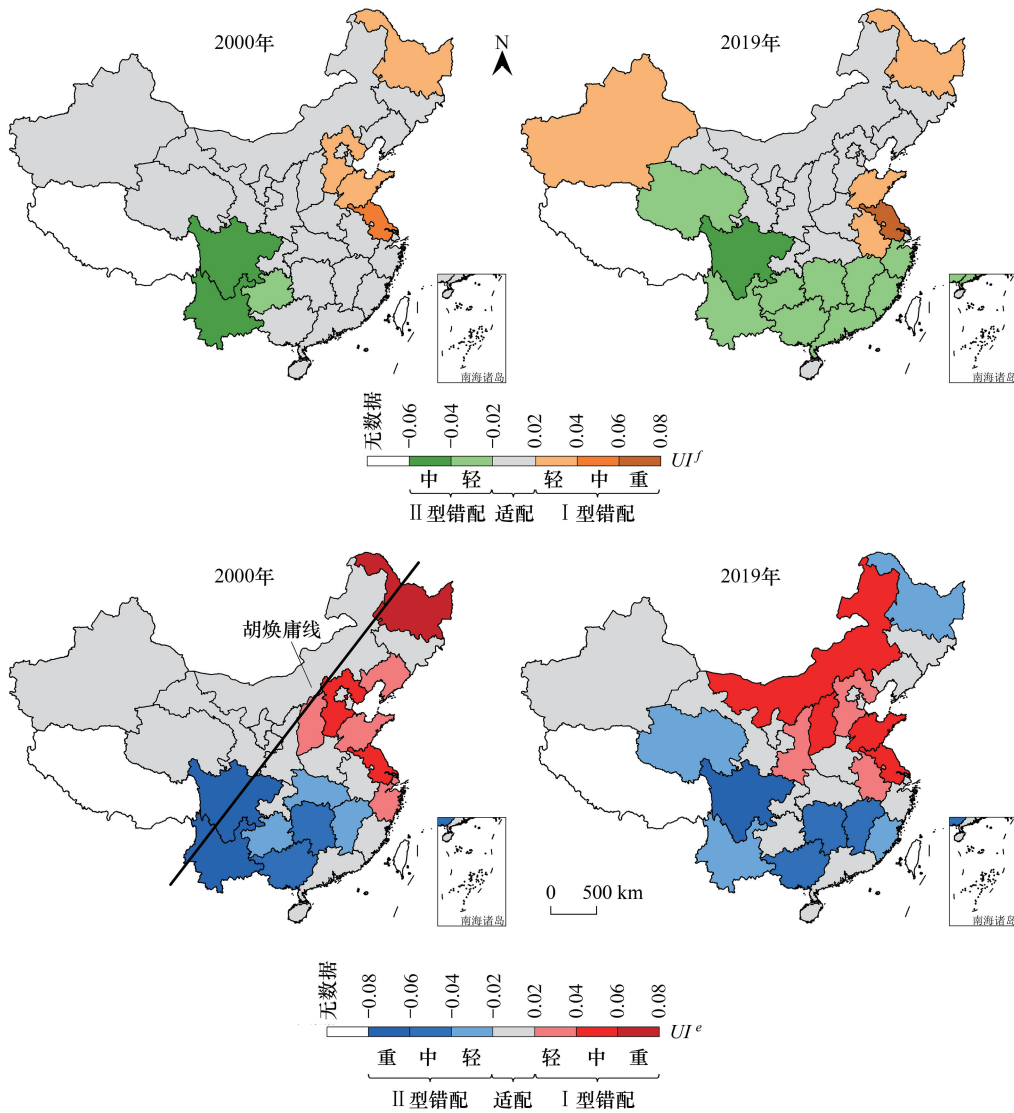 2000年
N
2019年
南海诸岛
南海诸岛
无数据
−0.06
−0.04
−0.02
0.02
0.04
0.06
0.08
UI^f
中 轻 轻 中 重
II型错配 适配 I型错配
2000年
2019年
胡焕庸线
0 500 km
南海诸岛
南海诸岛
无数据
−0.08
−0.06
−0.04
−0.02
0.02
0.04
0.06
0.08
UI^e
重 中 轻 轻 中 重
II型错配 适配 I型错配